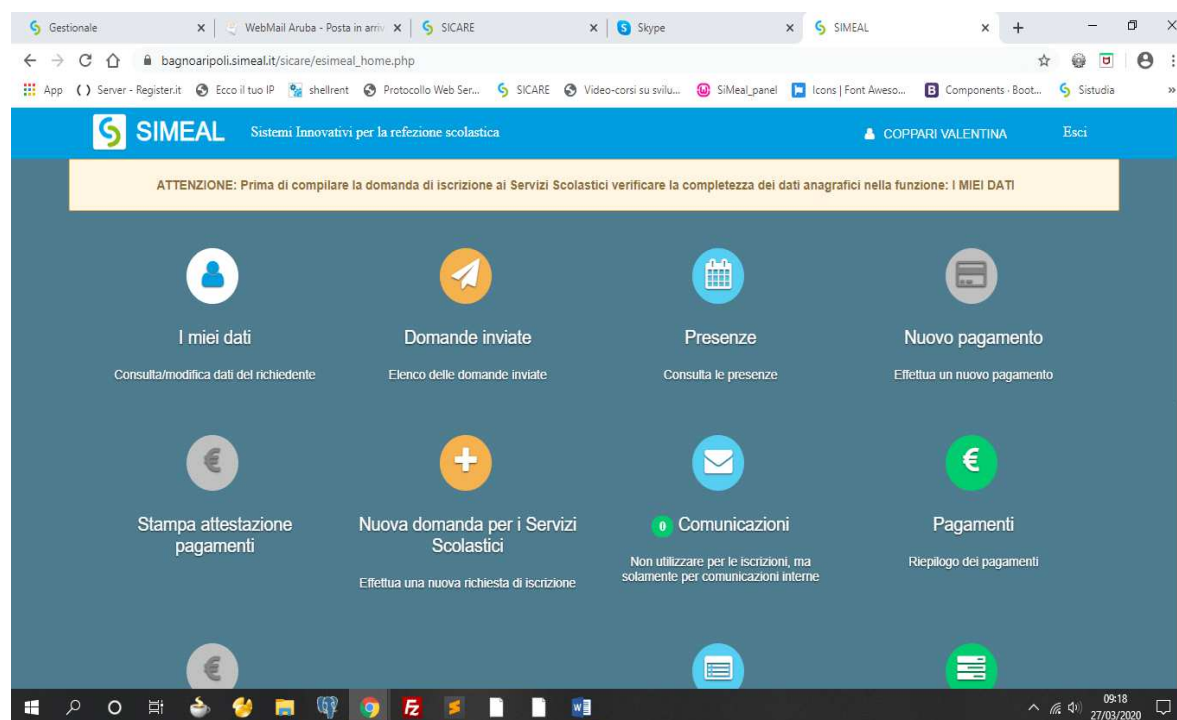 Gestionale
WebMail Aruba - Posta in arriv
SICARE
Skype
SIMEAL
bagnoaripoli.simeal.it/sicare/esimeal_home.php
App
Server - Register.it
Ecco il tuo IP
shellrent
Protocollo Web Ser...
SICARE
Video-corsi su svilu...
SiMeal_panel
Icons | Font Aweso...
Components · Boot...
Sistudia
»
SIMEAL
Sistemi Innovativi per la refezione scolastica
COPPARI VALENTINA
Esci
ATTENZIONE: Prima di compilare la domanda di iscrizione ai Servizi Scolastici verificare la completezza dei dati anagrafici nella funzione: I MIEI DATI
I miei dati
Consulta/modifica dati del richiedente
Domande inviate
Elenco delle domande inviate
Presenze
Consulta le presenze
Nuovo pagamento
Effettua un nuovo pagamento
Stampa attestazione
pagamenti
Nuova domanda per i Servizi
Scolastici
Effettua una nuova richiesta di iscrizione
0 Comunicazioni
Non utilizzare per le iscrizioni, ma
solamente per comunicazioni interne
Pagamenti
Riepilogo dei pagamenti
09:18
27/03/2020